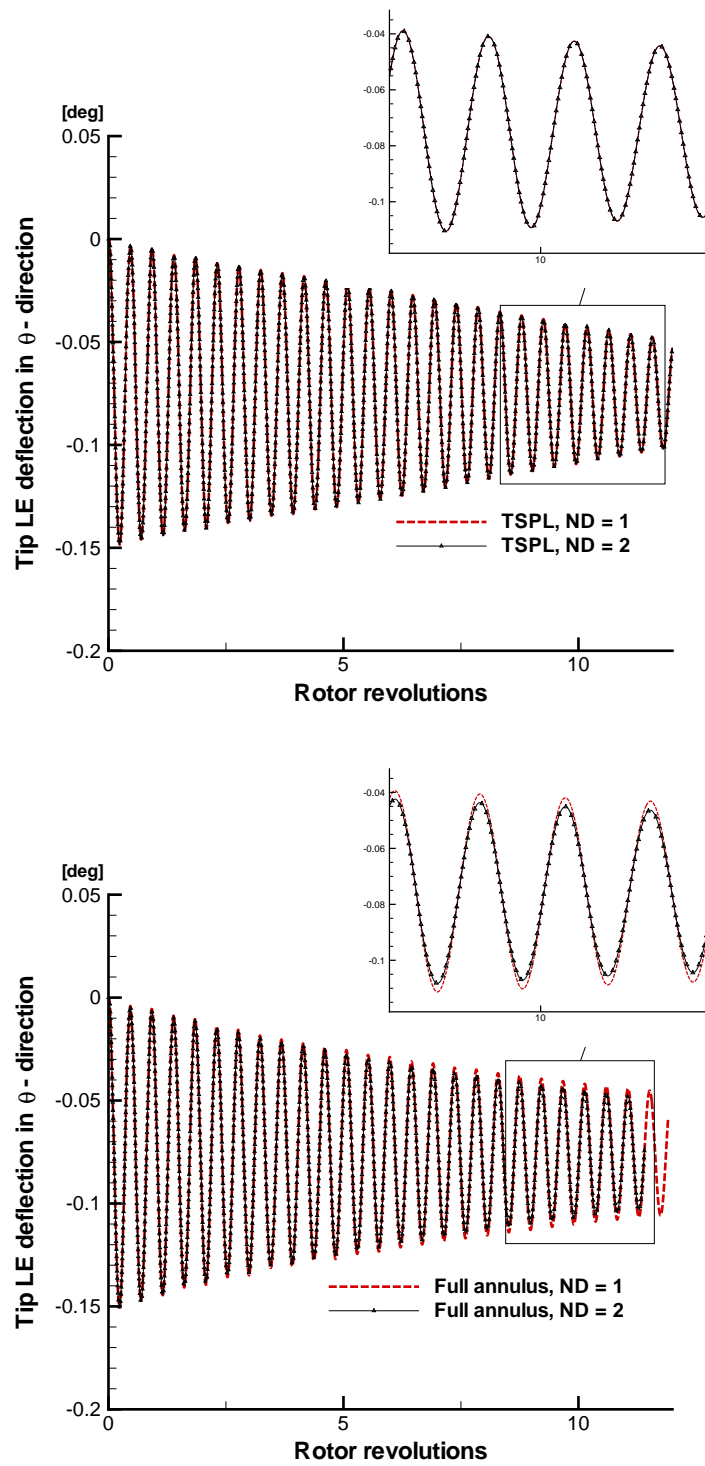 -0.04
-0.06
-0.08
-0.1
10
[deg]
0.05
0
-0.05
-0.1
-0.15
-0.2
Tip LE deflection in θ - direction
TSPL, ND = 1
TSPL, ND = 2
0
5
10
Rotor revolutions
-0.04
-0.06
-0.08
-0.1
10
[deg]
0.05
0
-0.05
-0.1
-0.15
-0.2
Tip LE deflection in θ - direction
Full annulus, ND = 1
Full annulus, ND = 2
0
5
10
Rotor revolutions